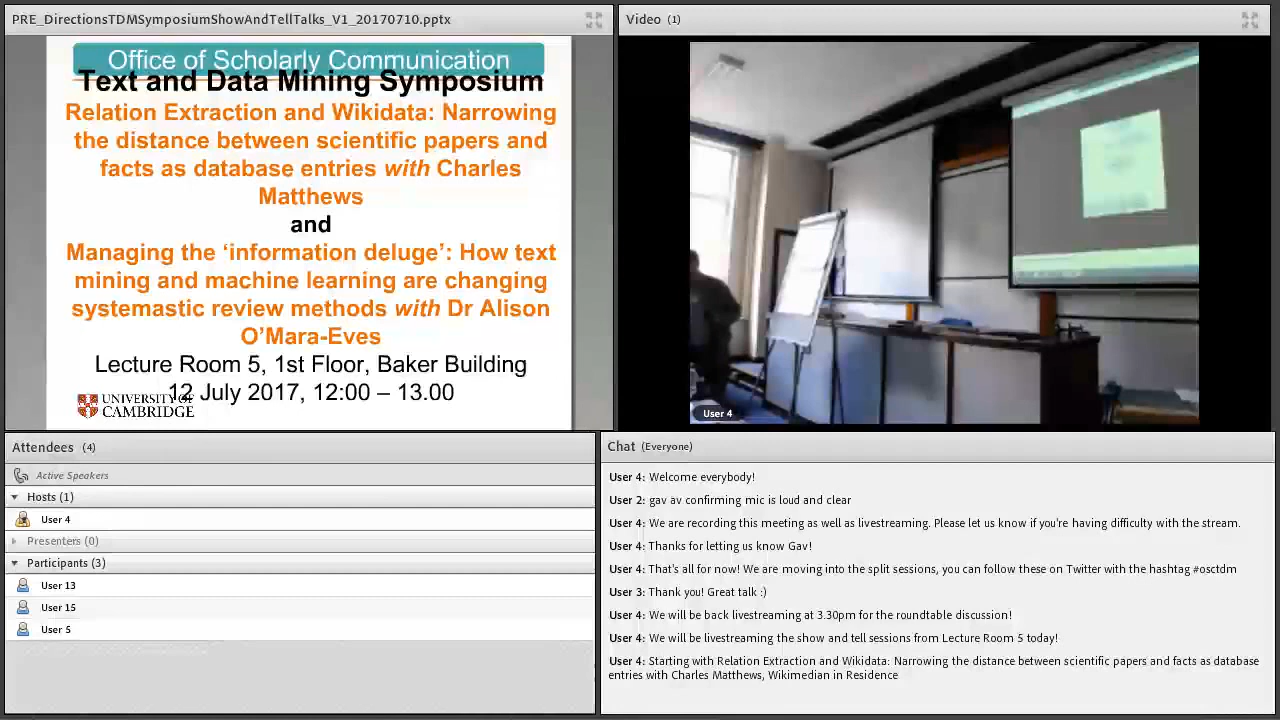 PRE_DirectionsTDMSymposiumShowAndTellTalks_V1_20170710.pptx
Office of Scholarly Communication
Text and Data Mining Symposium
Relation Extraction and Wikidata: Narrowing
the distance between scientific papers and
facts as database entries with Charles
Matthews
and
Managing the ‘information deluge’: How text
mining and machine learning are changing
systemastic review methods with Dr Alison
O’Mara-Eves
Lecture Room 5, 1st Floor, Baker Building
12 July 2017, 12:00 – 13.00
UNIVERSITY OF
CAMBRIDGE
Video (1)
User 4
Attendees (4)
Active Speakers
Hosts (1)
User 4
Presenters (0)
Participants (3)
User 13
User 15
User 5
Chat (Everyone)
User 4: Welcome everybody!
User 2: gav av confirming mic is loud and clear
User 4: We are recording this meeting as well as livestreaming. Please let us know if you're having difficulty with the stream.
User 4: Thanks for letting us know Gav!
User 4: That's all for now! We are moving into the split sessions, you can follow these on Twitter with the hashtag #osctdm
User 3: Thank you! Great talk :)
User 4: We will be back livestreaming at 3.30pm for the roundtable discussion!
User 4: We will be livestreaming the show and tell sessions from Lecture Room 5 today!
User 4: Starting with Relation Extraction and Wikidata: Narrowing the distance between scientific papers and facts as database
entries with Charles Matthews, Wikimedian in Residence